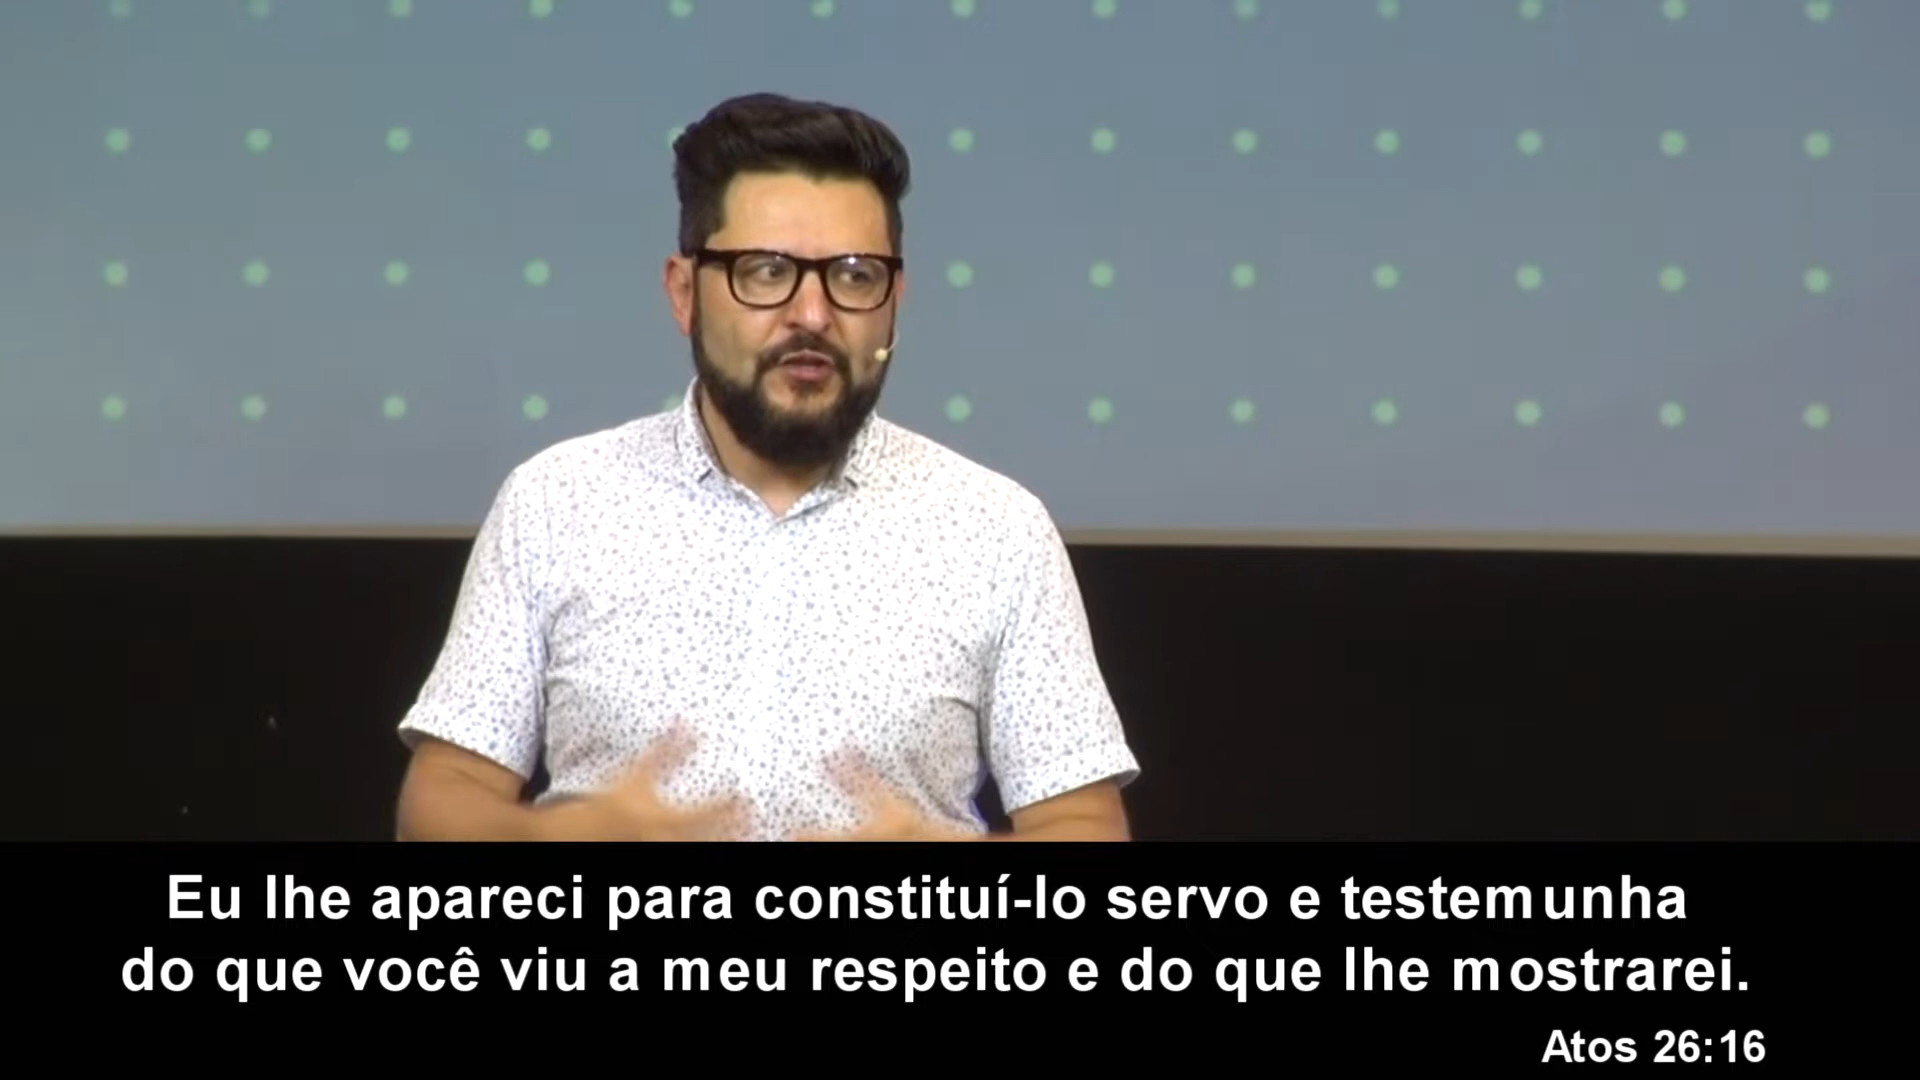 Eu lhe apareci para constituí-lo servo e testemunha
do que você viu a meu respeito e do que lhe mostrarei.
Atos 26:16